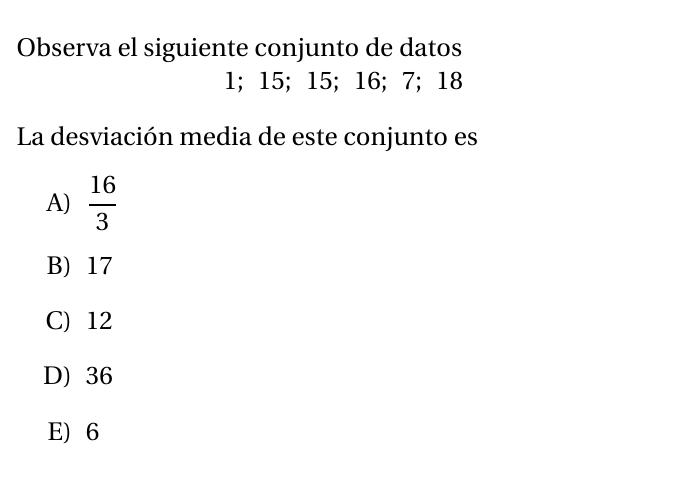 Observa el siguiente conjunto de datos
1; 15; 15; 16; 7; 18
La desviación media de este conjunto es
A) 16/3
B) 17
C) 12
D) 36
E) 6